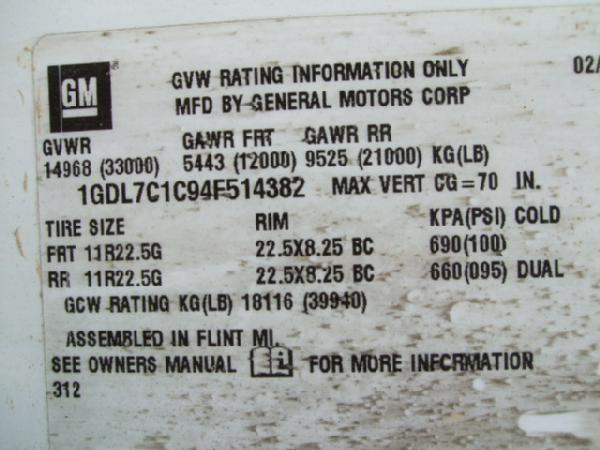 GM
GVW RATING INFORMATION ONLY 02/
MFD BY GENERAL MOTORS CORP
GVWR GAWR FRT GAWR RR
14968 (33000) 5443 (12000) 9525 (21000) KG(LB)
1GDL7C1C94F514382 MAX VERT CG=70 IN.
TIRE SIZE RIM KPA(PSI) COLD
FRT 11R22.5G 22.5X8.25 BC 690(100)
RR 11R22.5G 22.5X8.25 BC 660(095) DUAL
GCW RATING KG(LB) 18116 (39940)
ASSEMBLED IN FLINT MI.
SEE OWNERS MANUAL FOR MORE INFORMATION
312